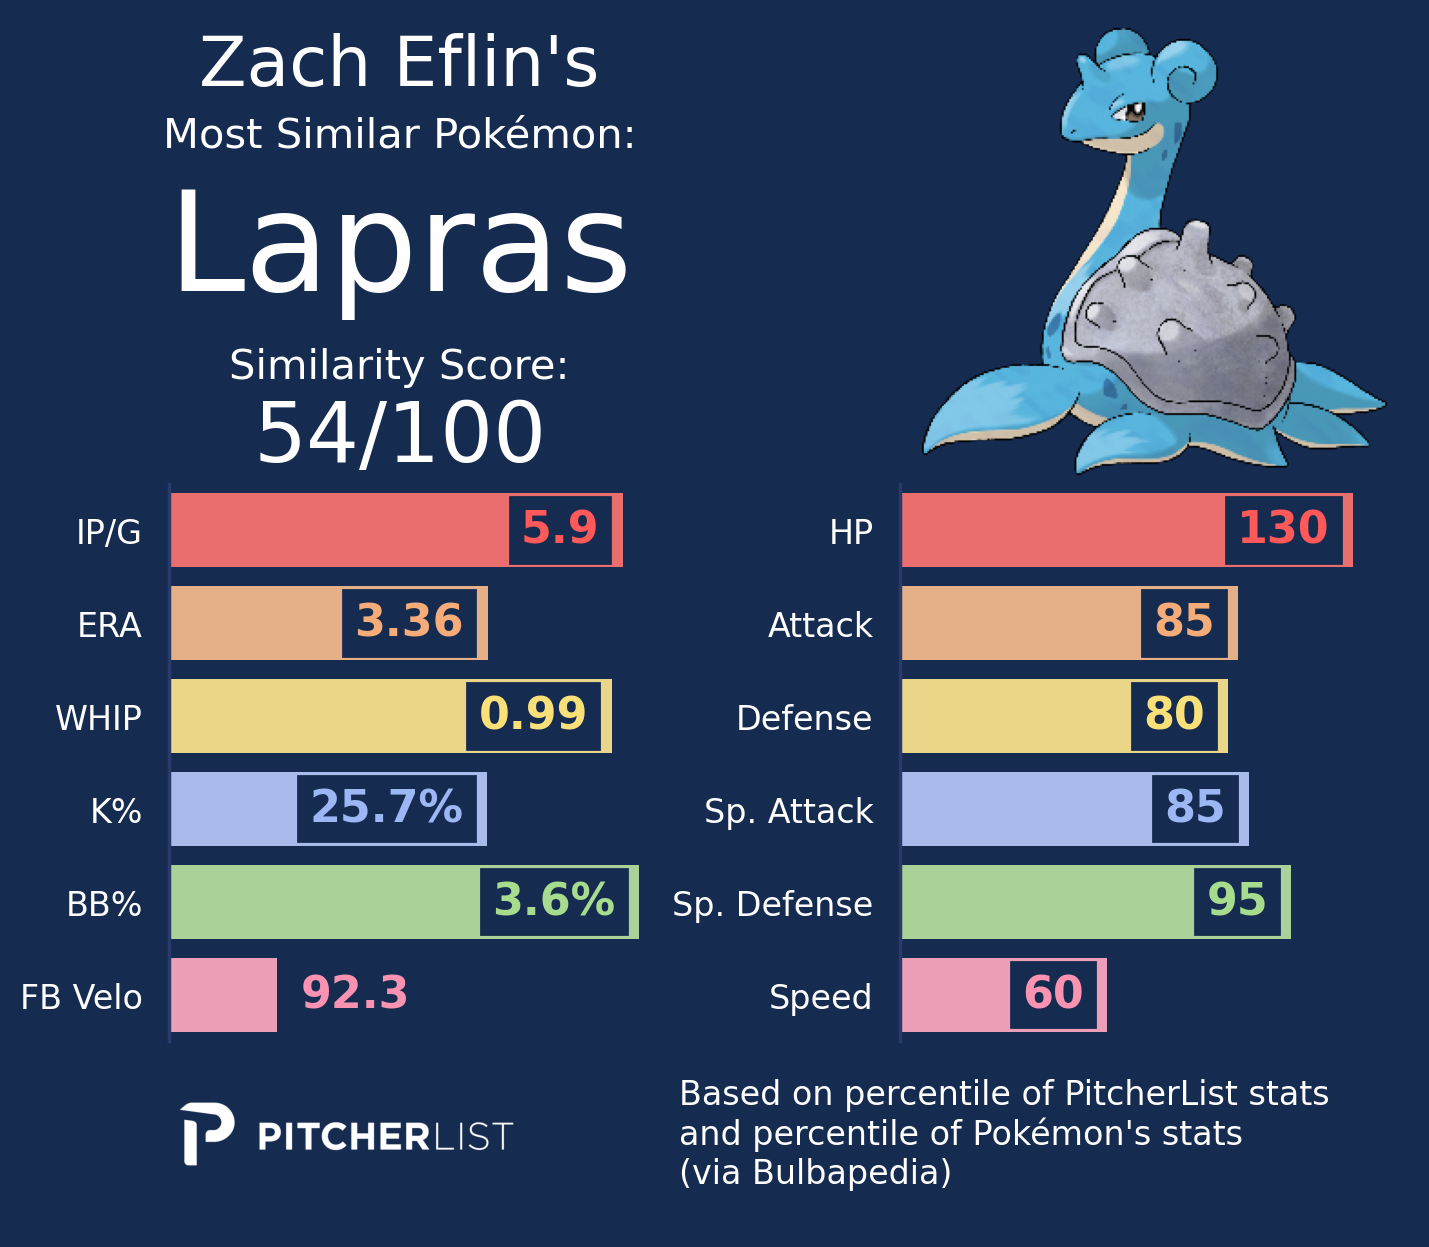 Zach Eflin's
Most Similar Pokémon:
Lapras
Similarity Score:
54/100
IP/G 5.9
ERA 3.36
WHIP 0.99
K% 25.7%
BB% 3.6%
FB Velo 92.3
HP 130
Attack 85
Defense 80
Sp. Attack 85
Sp. Defense 95
Speed 60
PITCHERLIST
Based on percentile of PitcherList stats
and percentile of Pokémon's stats
(via Bulbapedia)